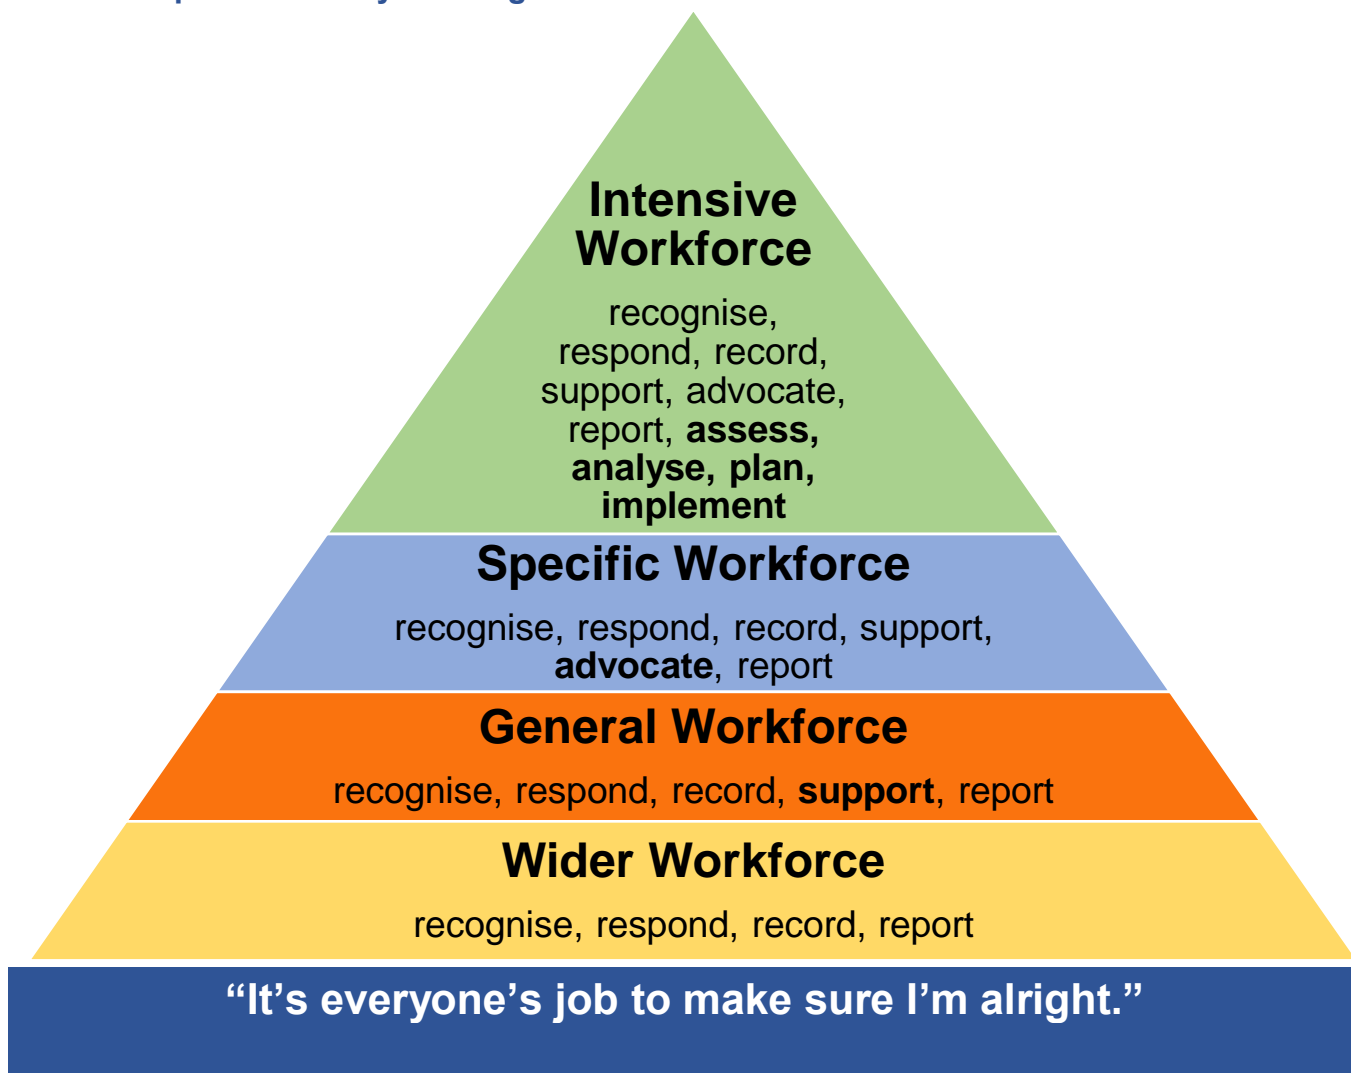 Intensive
Workforce
recognise,
respond, record,
support, advocate,
report, assess,
analyse, plan,
implement
Specific Workforce
recognise, respond, record, support,
advocate, report
General Workforce
recognise, respond, record, support, report
Wider Workforce
recognise, respond, record, report
“It’s everyone’s job to make sure I’m alright.”